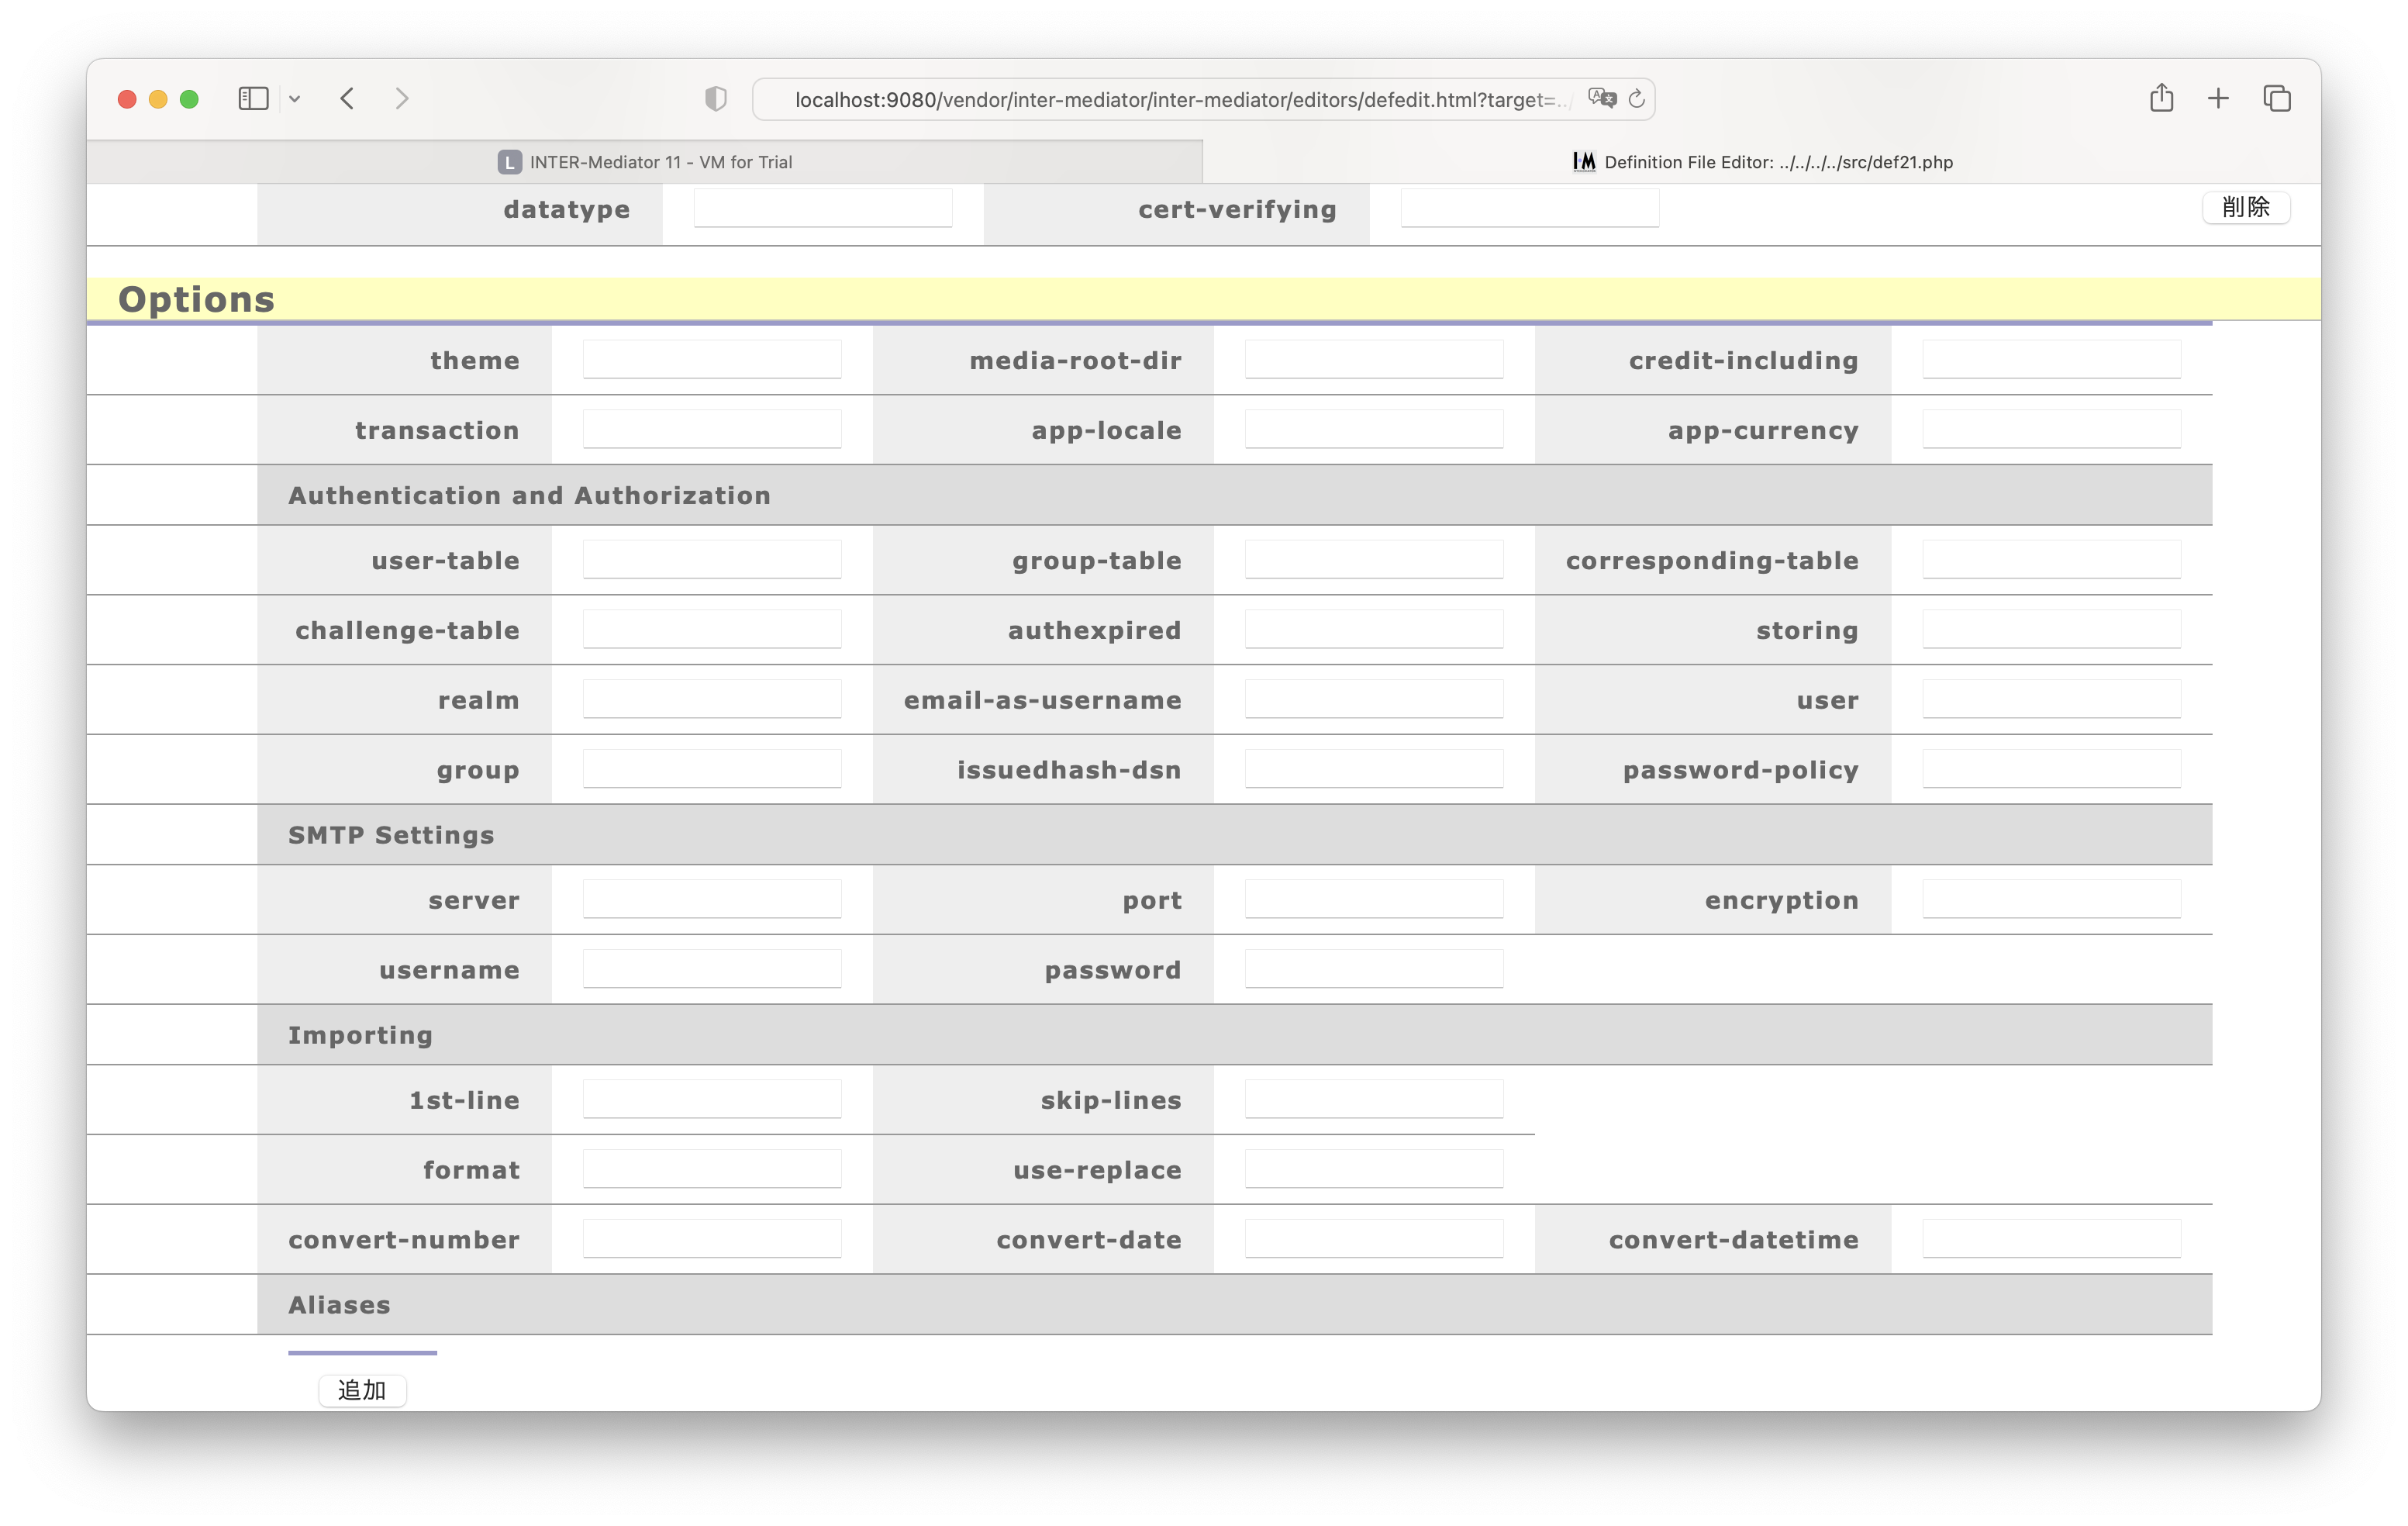 localhost:9080/vendor/inter-mediator/inter-mediator/editors/defedit.html?target=../
L INTER-Mediator 11 - VM for Trial
IM Definition File Editor: ../../../../src/def21.php
datatype cert-verifying 削除
Options
theme media-root-dir credit-including
transaction app-locale app-currency
Authentication and Authorization
user-table group-table corresponding-table
challenge-table authexpired storing
realm email-as-username user
group issuedhash-dsn password-policy
SMTP Settings
server port encryption
username password
Importing
1st-line skip-lines
format use-replace
convert-number convert-date convert-datetime
Aliases
追加